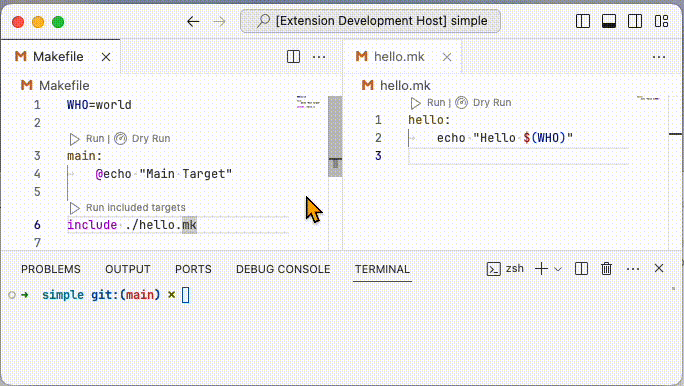 [Extension Development Host] simple
Makefile
Makefile
1 WHO=world
2
Run | Dry Run
3 main:
4 @echo "Main Target"
5
Run included targets
6 include ./hello.mk
7
hello.mk
hello.mk
Run | Dry Run
1 hello:
2 echo "Hello $(WHO)"
3
PROBLEMS OUTPUT PORTS DEBUG CONSOLE TERMINAL zsh
simple git:(main) ×